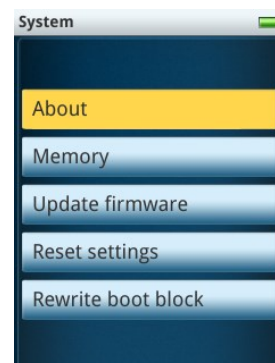 System
About
Memory
Update firmware
Reset settings
Rewrite boot block